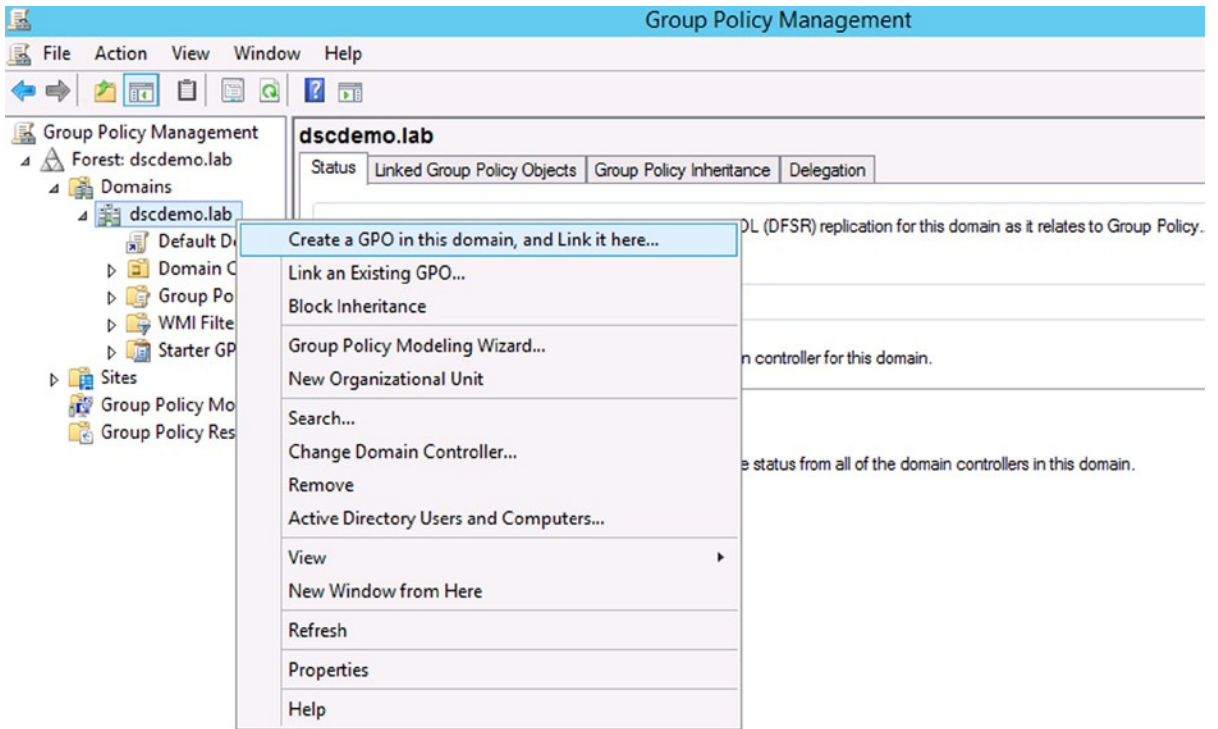 Group Policy Management
File Action View Window Help
Group Policy Management
Forest: dscdemo.lab
Domains
dscdemo.lab
Default D
Domain C
Group Po
WMI Filte
Starter GP
Sites
Group Policy Mo
Group Policy Res
dscdemo.lab
Status Linked Group Policy Objects Group Policy Inheritance Delegation
OL (DFSR) replication for this domain as it relates to Group Policy..
n controller for this domain.
e status from all of the domain controllers in this domain.
Create a GPO in this domain, and Link it here...
Link an Existing GPO...
Block Inheritance
Group Policy Modeling Wizard...
New Organizational Unit
Search...
Change Domain Controller...
Remove
Active Directory Users and Computers...
View
New Window from Here
Refresh
Properties
Help